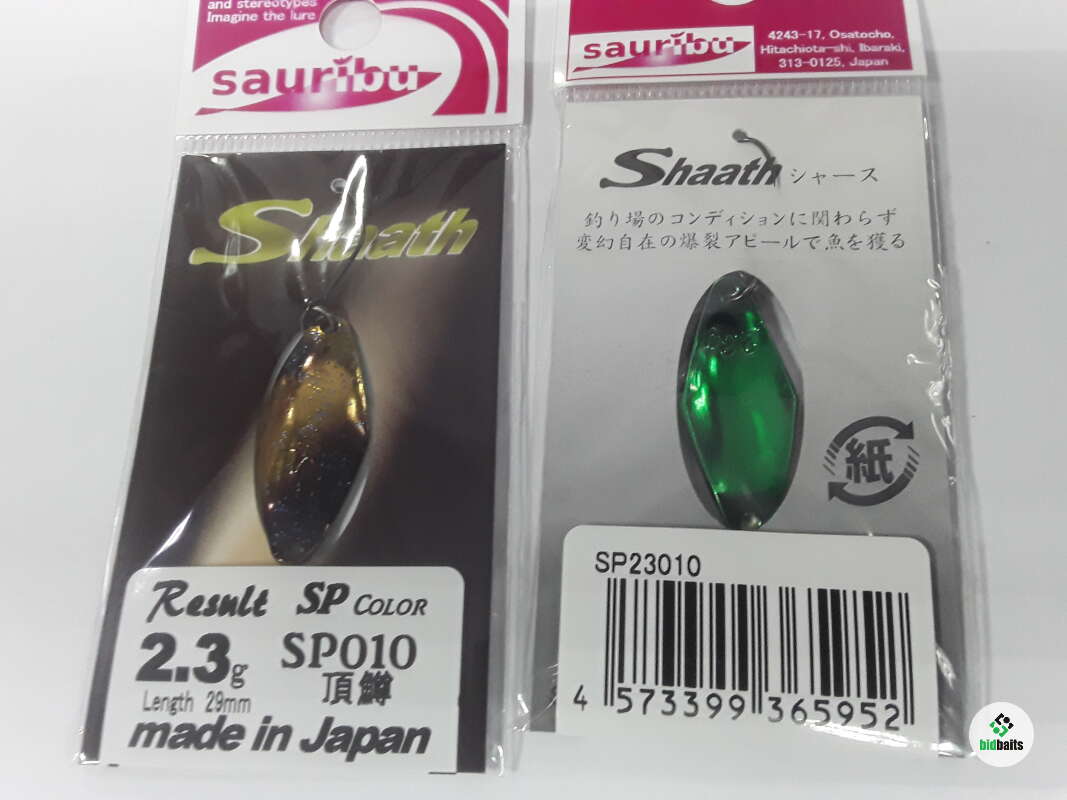 and stereotypes
Imagine the lure
sauribu
Shaath
Result SP COLOR
2.3g
SP010
頂鱒
Length 29mm
made in Japan
sauribu
4243-17, Osatocho,
Hitachiota-shi, Ibaraki,
313-0125, Japan
Shaath シャース
釣り場のコンディションに関わらず
変幻自在の爆裂アピールで魚を獲る
紙
SP23010
4 573399 365952
bidbaits